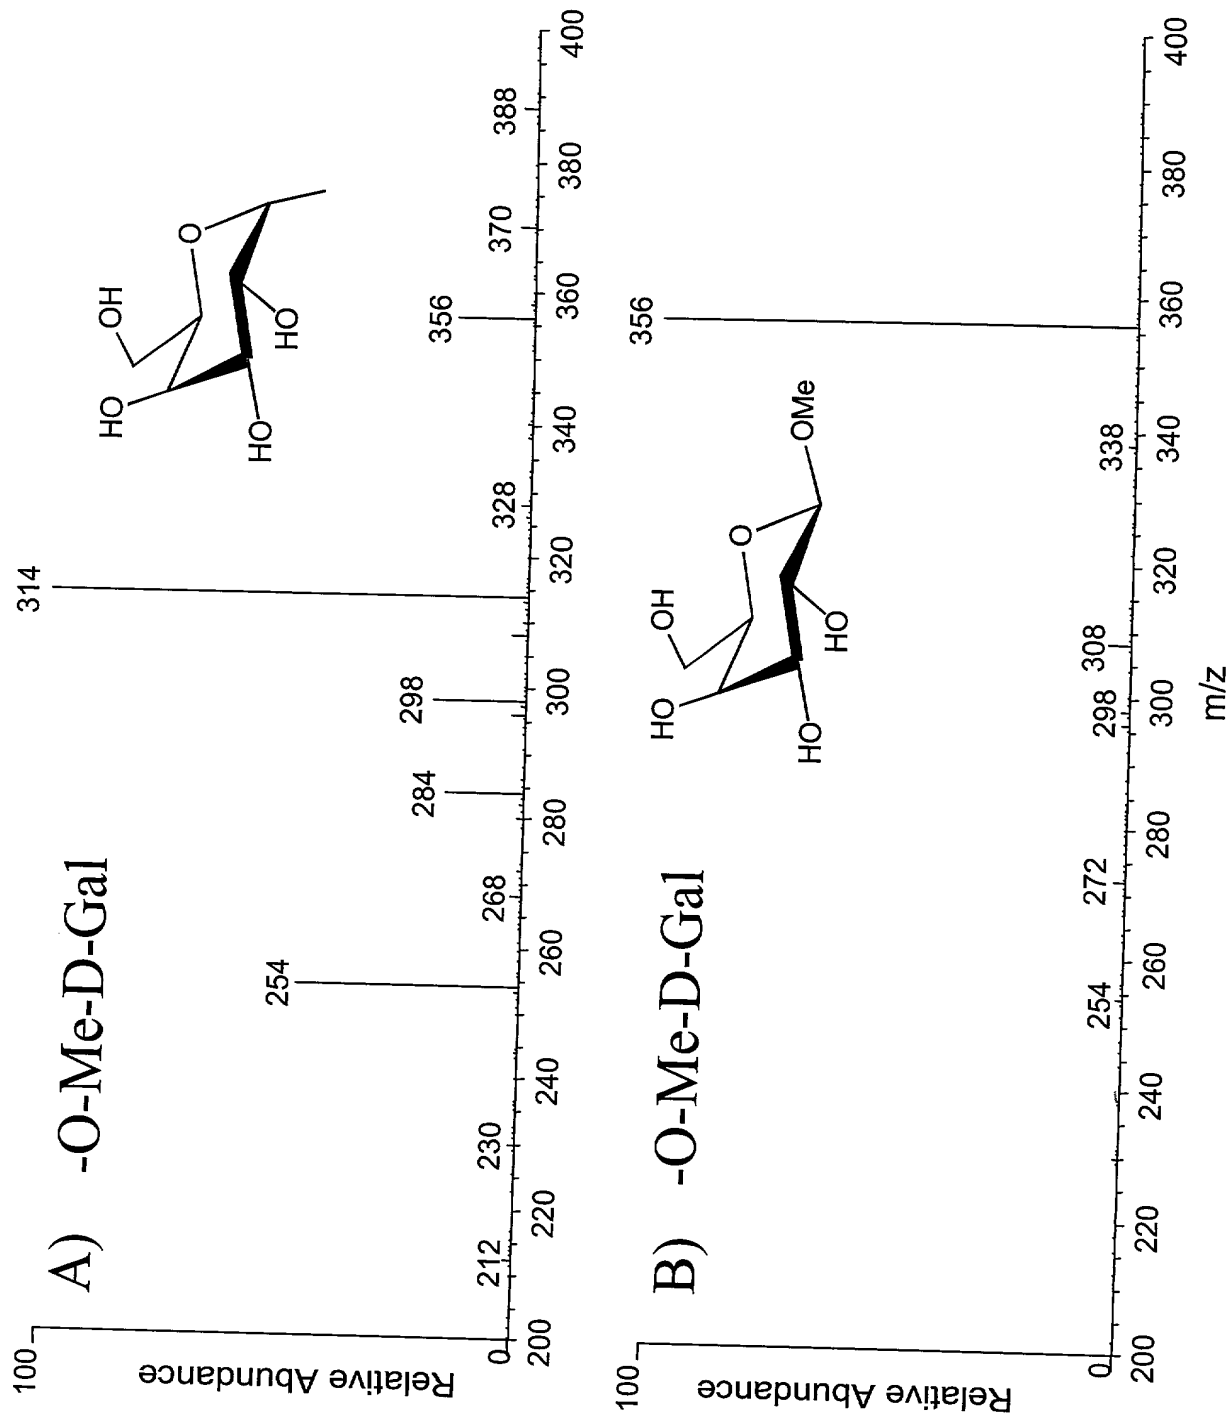 A) -O-Me-D-Gal
Relative Abundance
100
0
212
230
254
268
284
298
314
328
356
370
388
HO
OH
O
HO
HO
200
220
240
260
280
300
320
340
360
380
400
B) -O-Me-D-Gal
Relative Abundance
100
0
254
272
298
308
338
356
HO
OH
O
HO
HO
OMe
200
220
240
260
280
300
320
340
360
380
400
m/z